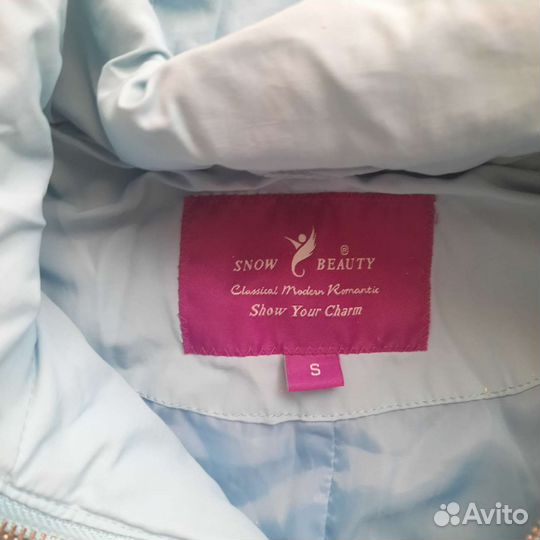 SNOW ® BEAUTY
Classical Modern Romantic
Show Your Charm
S
Avito